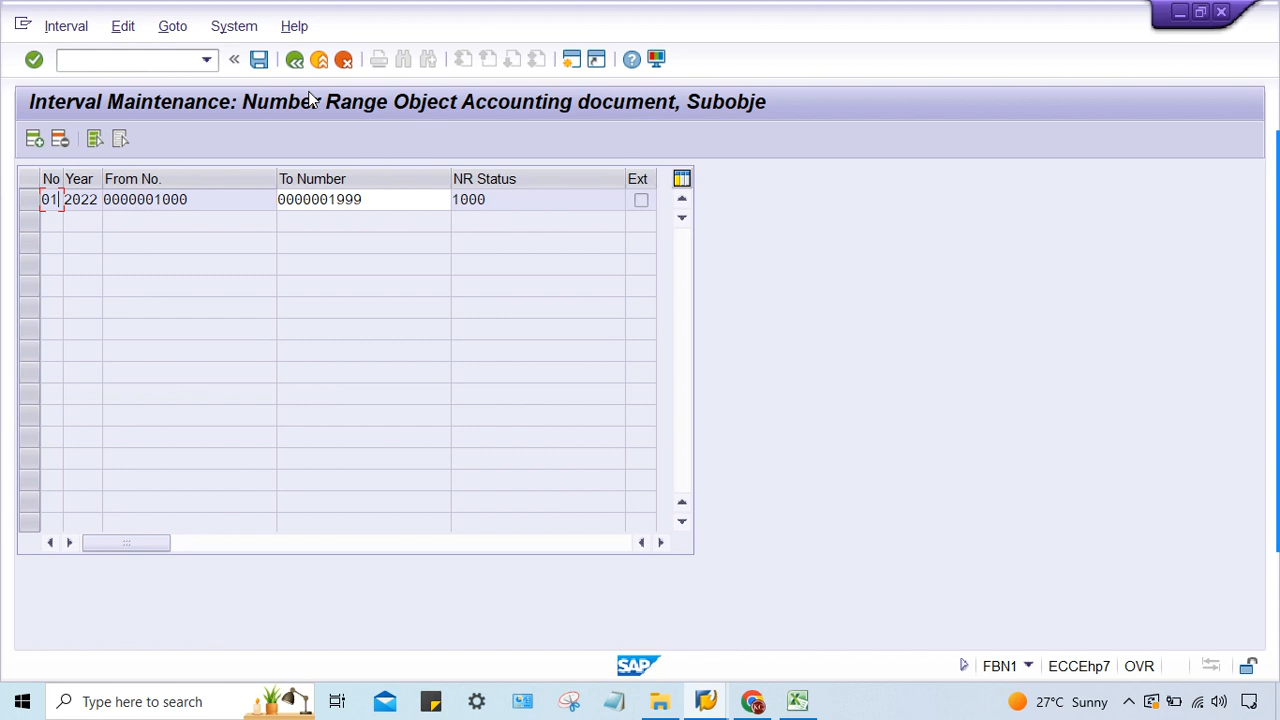 Interval Edit Goto System Help
Interval Maintenance: Number Range Object Accounting document, Subobje
No Year From No. To Number NR Status Ext
01 2022 0000001000 0000001999 1000
SAP FBN1 ECCEhp7 OVR
Type here to search 27°C Sunny